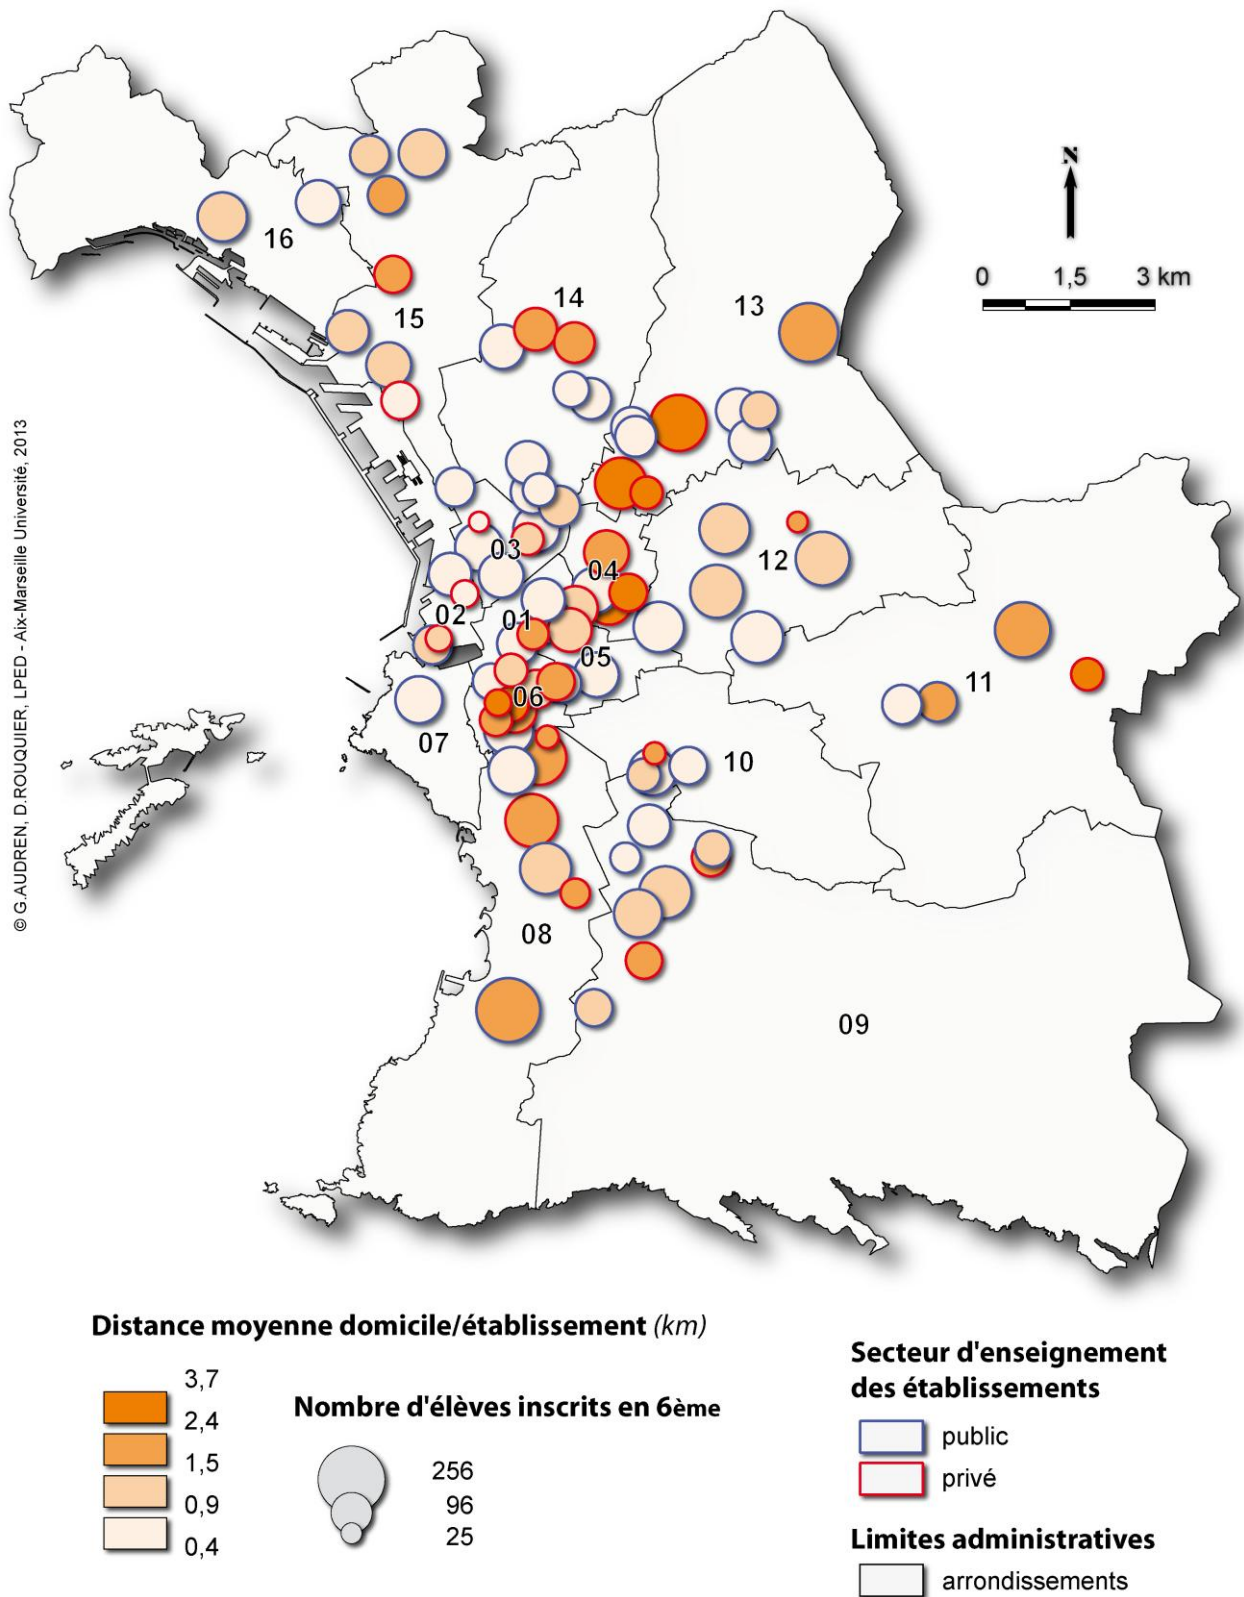 N
0 1,5 3 km
16
15
14
13
03
04
12
02
01
05
11
06
07
10
08
09
© G.AUDREN, D.ROUQUIER, LPED - Aix-Marseille Université, 2013
Distance moyenne domicile/établissement (km)
3,7
2,4
1,5
0,9
0,4
Nombre d'élèves inscrits en 6ème
256
96
25
Secteur d'enseignement
des établissements
public
privé
Limites administratives
arrondissements